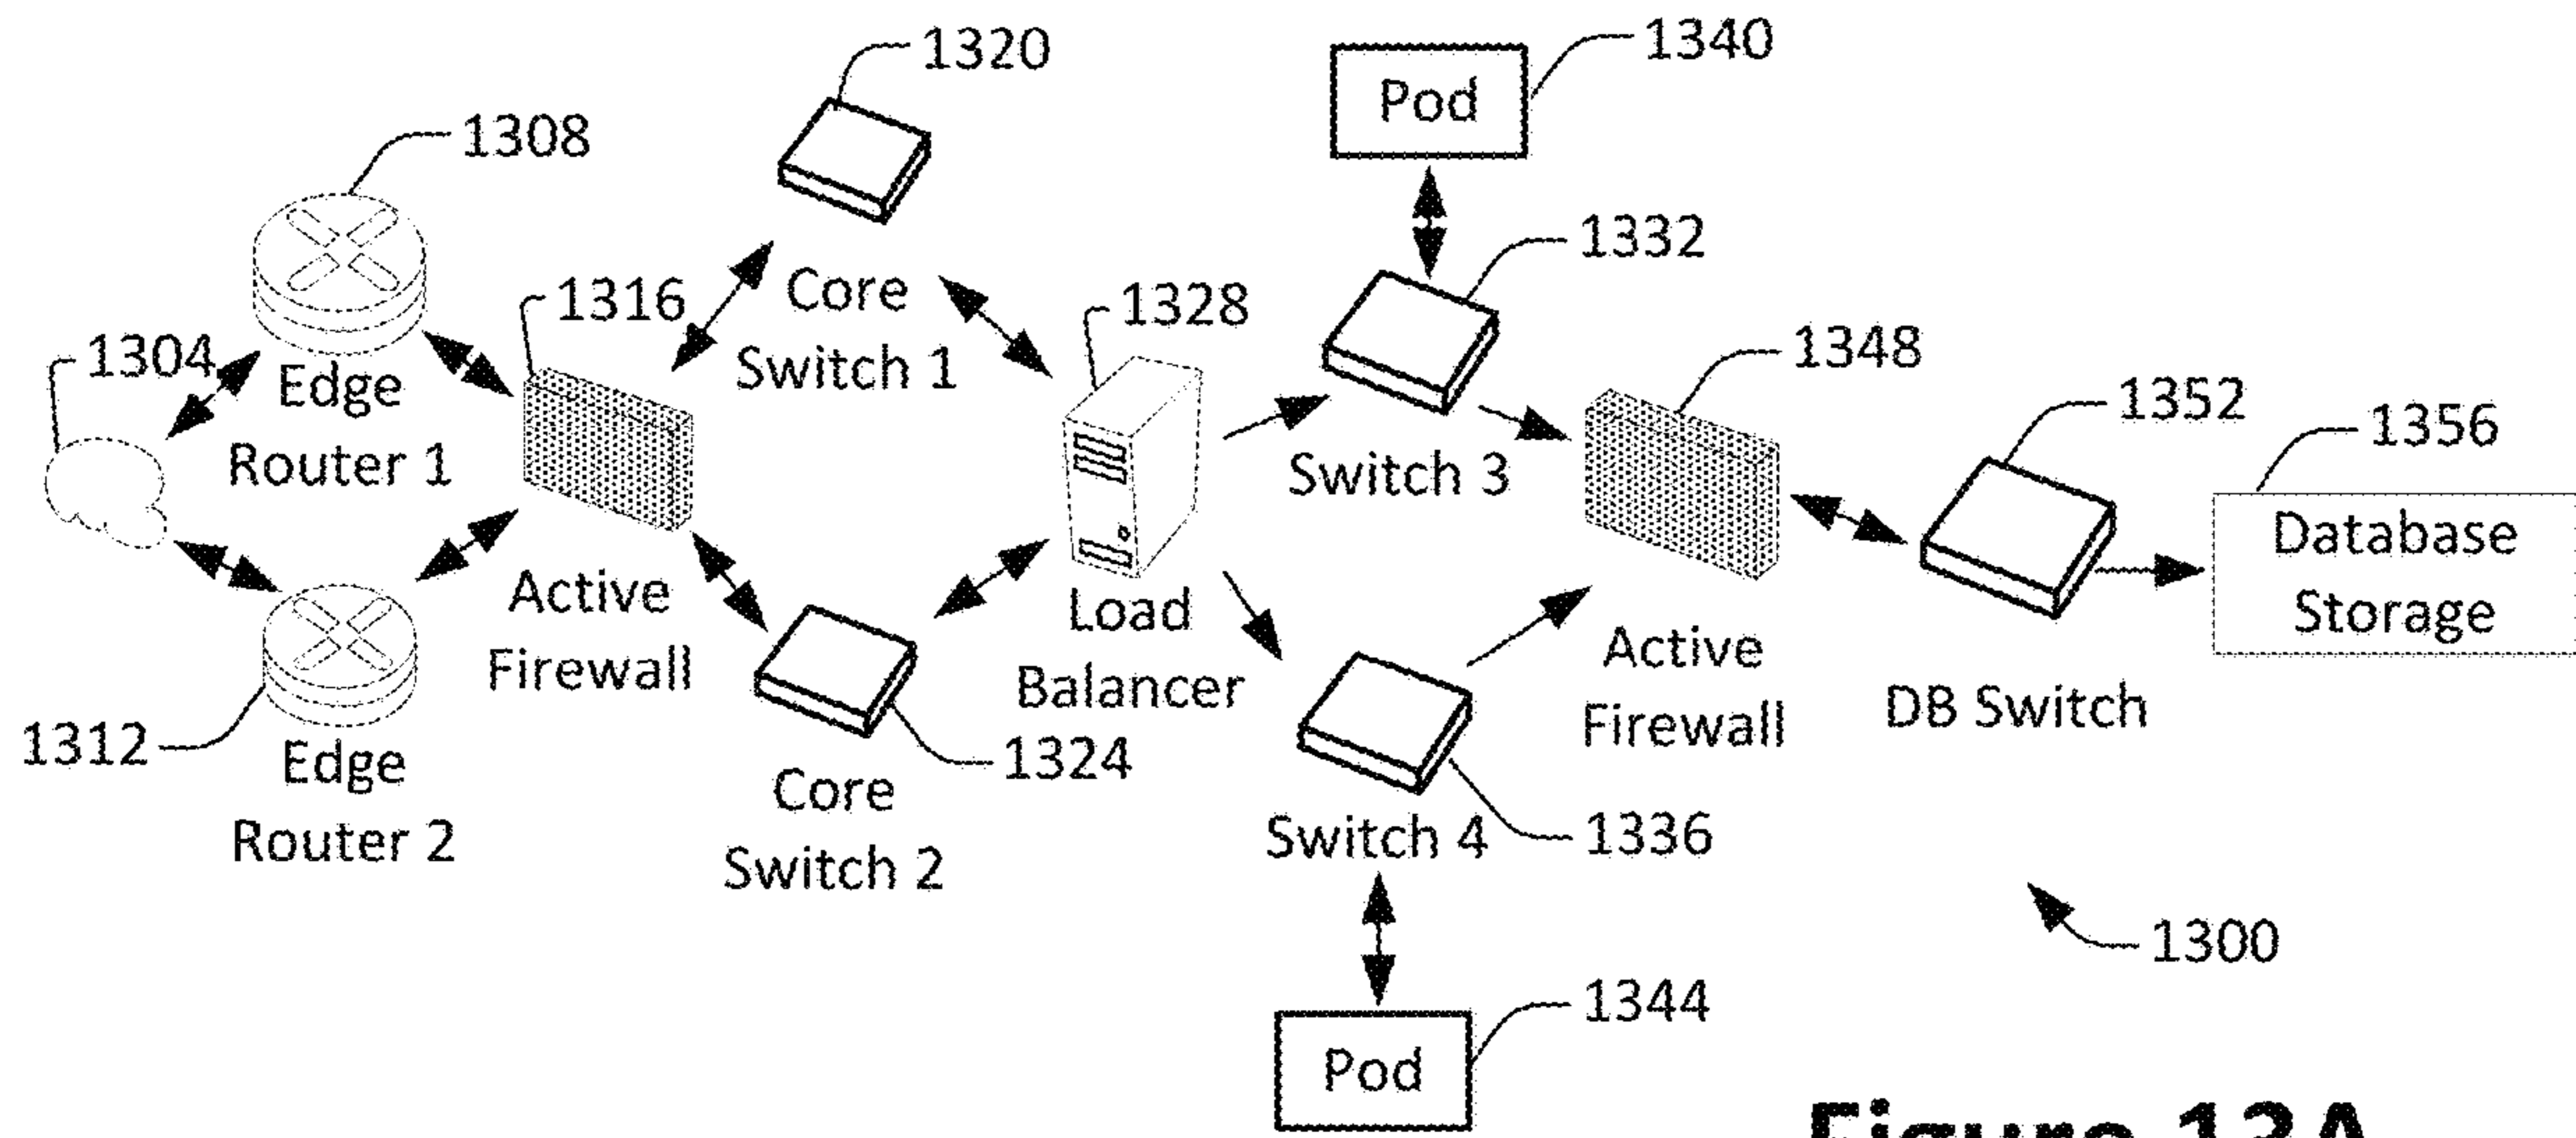 1320
1340
Pod
1308
1332
1316
Core
Switch 1
1328
1304
Edge
Router 1
1348
1352
1356
Switch 3
Database
Storage
Active
Firewall
Load
Balancer
Active
Firewall
DB Switch
1312
Edge
Router 2
1324
Core
Switch 2
Switch 4
1336
1300
1344
Pod
Figure 13A